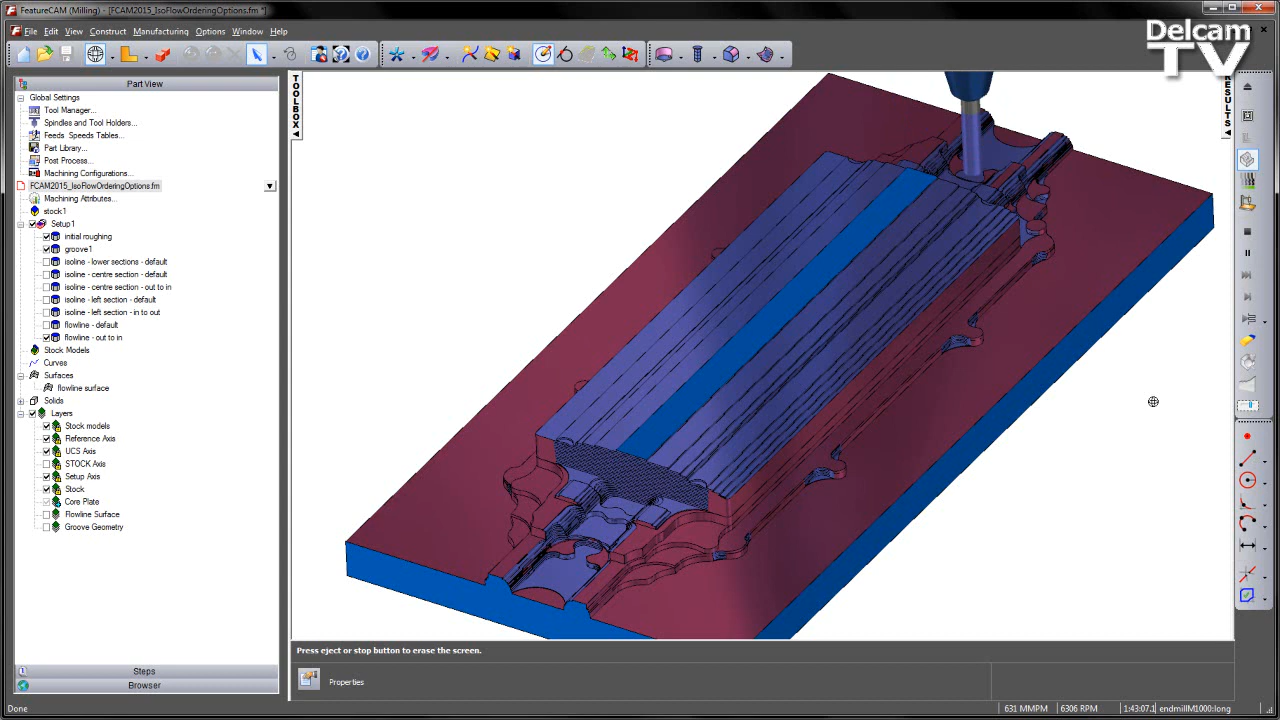 FeatureCAM (Milling) - [FCAM2015_IsoFlowOrderingOptions.fm *]
File Edit View Construct Manufacturing Options Window Help
Delcam
TV
Part View
Global Settings
Tool Manager...
Spindles and Tool Holders...
Feeds Speeds Tables...
Part Library...
Post Process...
Machining Configurations...
FCAM2015_IsoFlowOrderingOptions.fm
Machining Attributes...
stock1
Setup1
initial roughing
groove1
isoline - lower sections - default
isoline - centre section - default
isoline - centre section - out to in
isoline - left section - default
isoline - left section - in to out
flowline - default
flowline - out to in
Stock Models
Curves
Surfaces
flowline surface
Solids
Layers
Stock models
Reference Axis
UCS Axis
STOCK Axis
Setup Axis
Stock
Core Plate
Flowline Surface
Groove Geometry
Steps
Browser
TOOLBOX
RESULTS
Press eject or stop button to erase the screen.
Properties
Done
631 MMPM 6306 RPM 1:43:07.1 endmillM1000:long